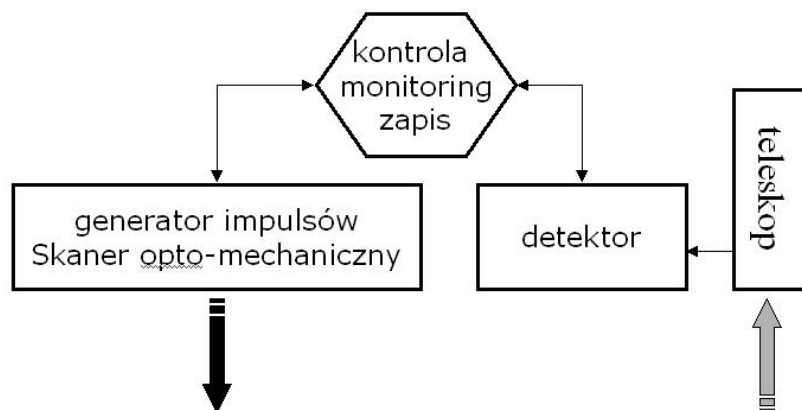 kontrola
monitoring
zapis
generator impulsów
Skaner opto-mechaniczny
detektor
teleskop